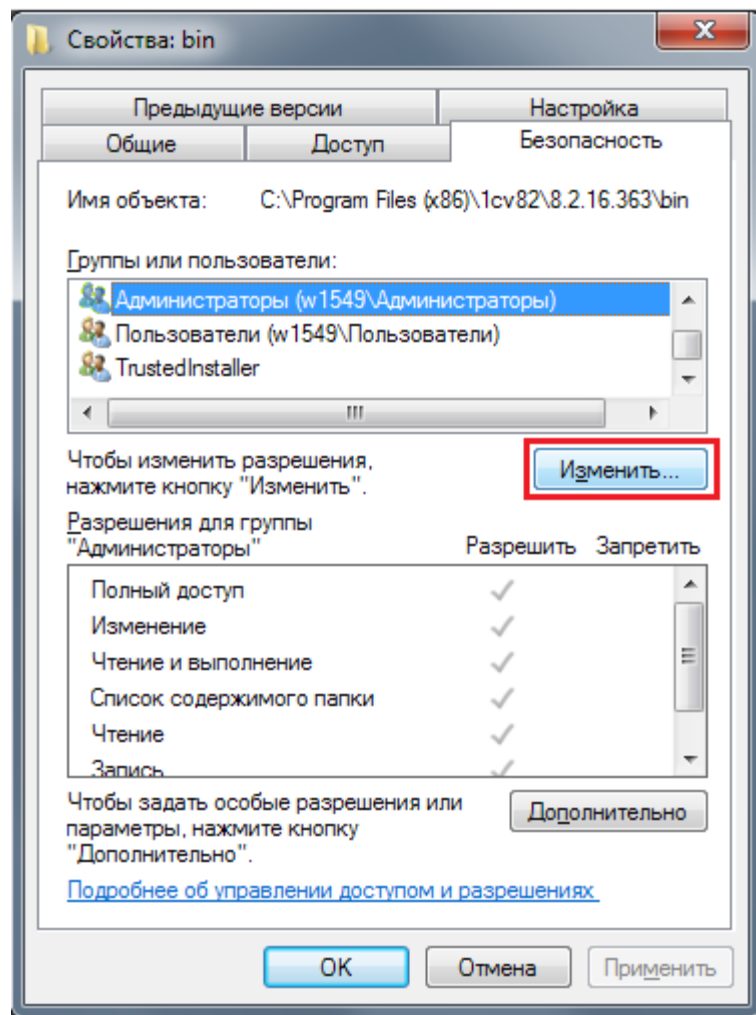 Свойства: bin
Предыдущие версии
Настройка
Общие
Доступ
Безопасность
Имя объекта: C:\Program Files (x86)\1cv82\8.2.16.363\bin
Группы или пользователи:
Администраторы (w1549\Администраторы)
Пользователи (w1549\Пользователи)
TrustedInstaller
Чтобы изменить разрешения,
нажмите кнопку "Изменить".
Изменить...
Разрешения для группы
"Администраторы"
Разрешить
Запретить
Полный доступ
Изменение
Чтение и выполнение
Список содержимого папки
Чтение
Запись
Чтобы задать особые разрешения или
параметры, нажмите кнопку
"Дополнительно".
Дополнительно
Подробнее об управлении доступом и разрешениях
OK
Отмена
Применить